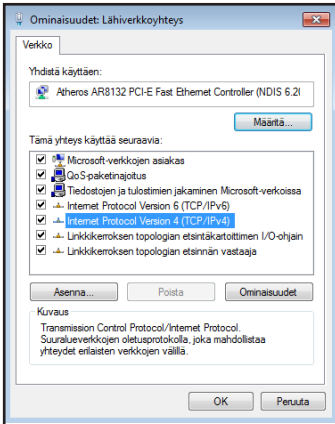 Ominaisuudet: Lähiverkkoyhteys
Verkko
Yhdistä käyttäen:
Atheros AR8132 PCI-E Fast Ethernet Controller (NDIS 6.2(
Määritä...
Tämä yhteys käyttää seuraavia:
Microsoft-verkkojen asiakas
QoS-paketinajoitus
Tiedostojen ja tulostimien jakaminen Microsoft-verkoissa
Internet Protocol Version 6 (TCP/IPv6)
Internet Protocol Version 4 (TCP/IPv4)
Linkkikerroksen topologian etsintäkartoittimen I/O-ohjain
Linkkikerroksen topologian etsinnän vastaaja
Asenna... Poista Ominaisuudet
Kuvaus
Transmission Control Protocol/Internet Protocol.
Suuralueverkkojen oletusprotokolla, joka mahdollistaa
yhteydet erilaisten verkkojen välillä.
OK Peruuta